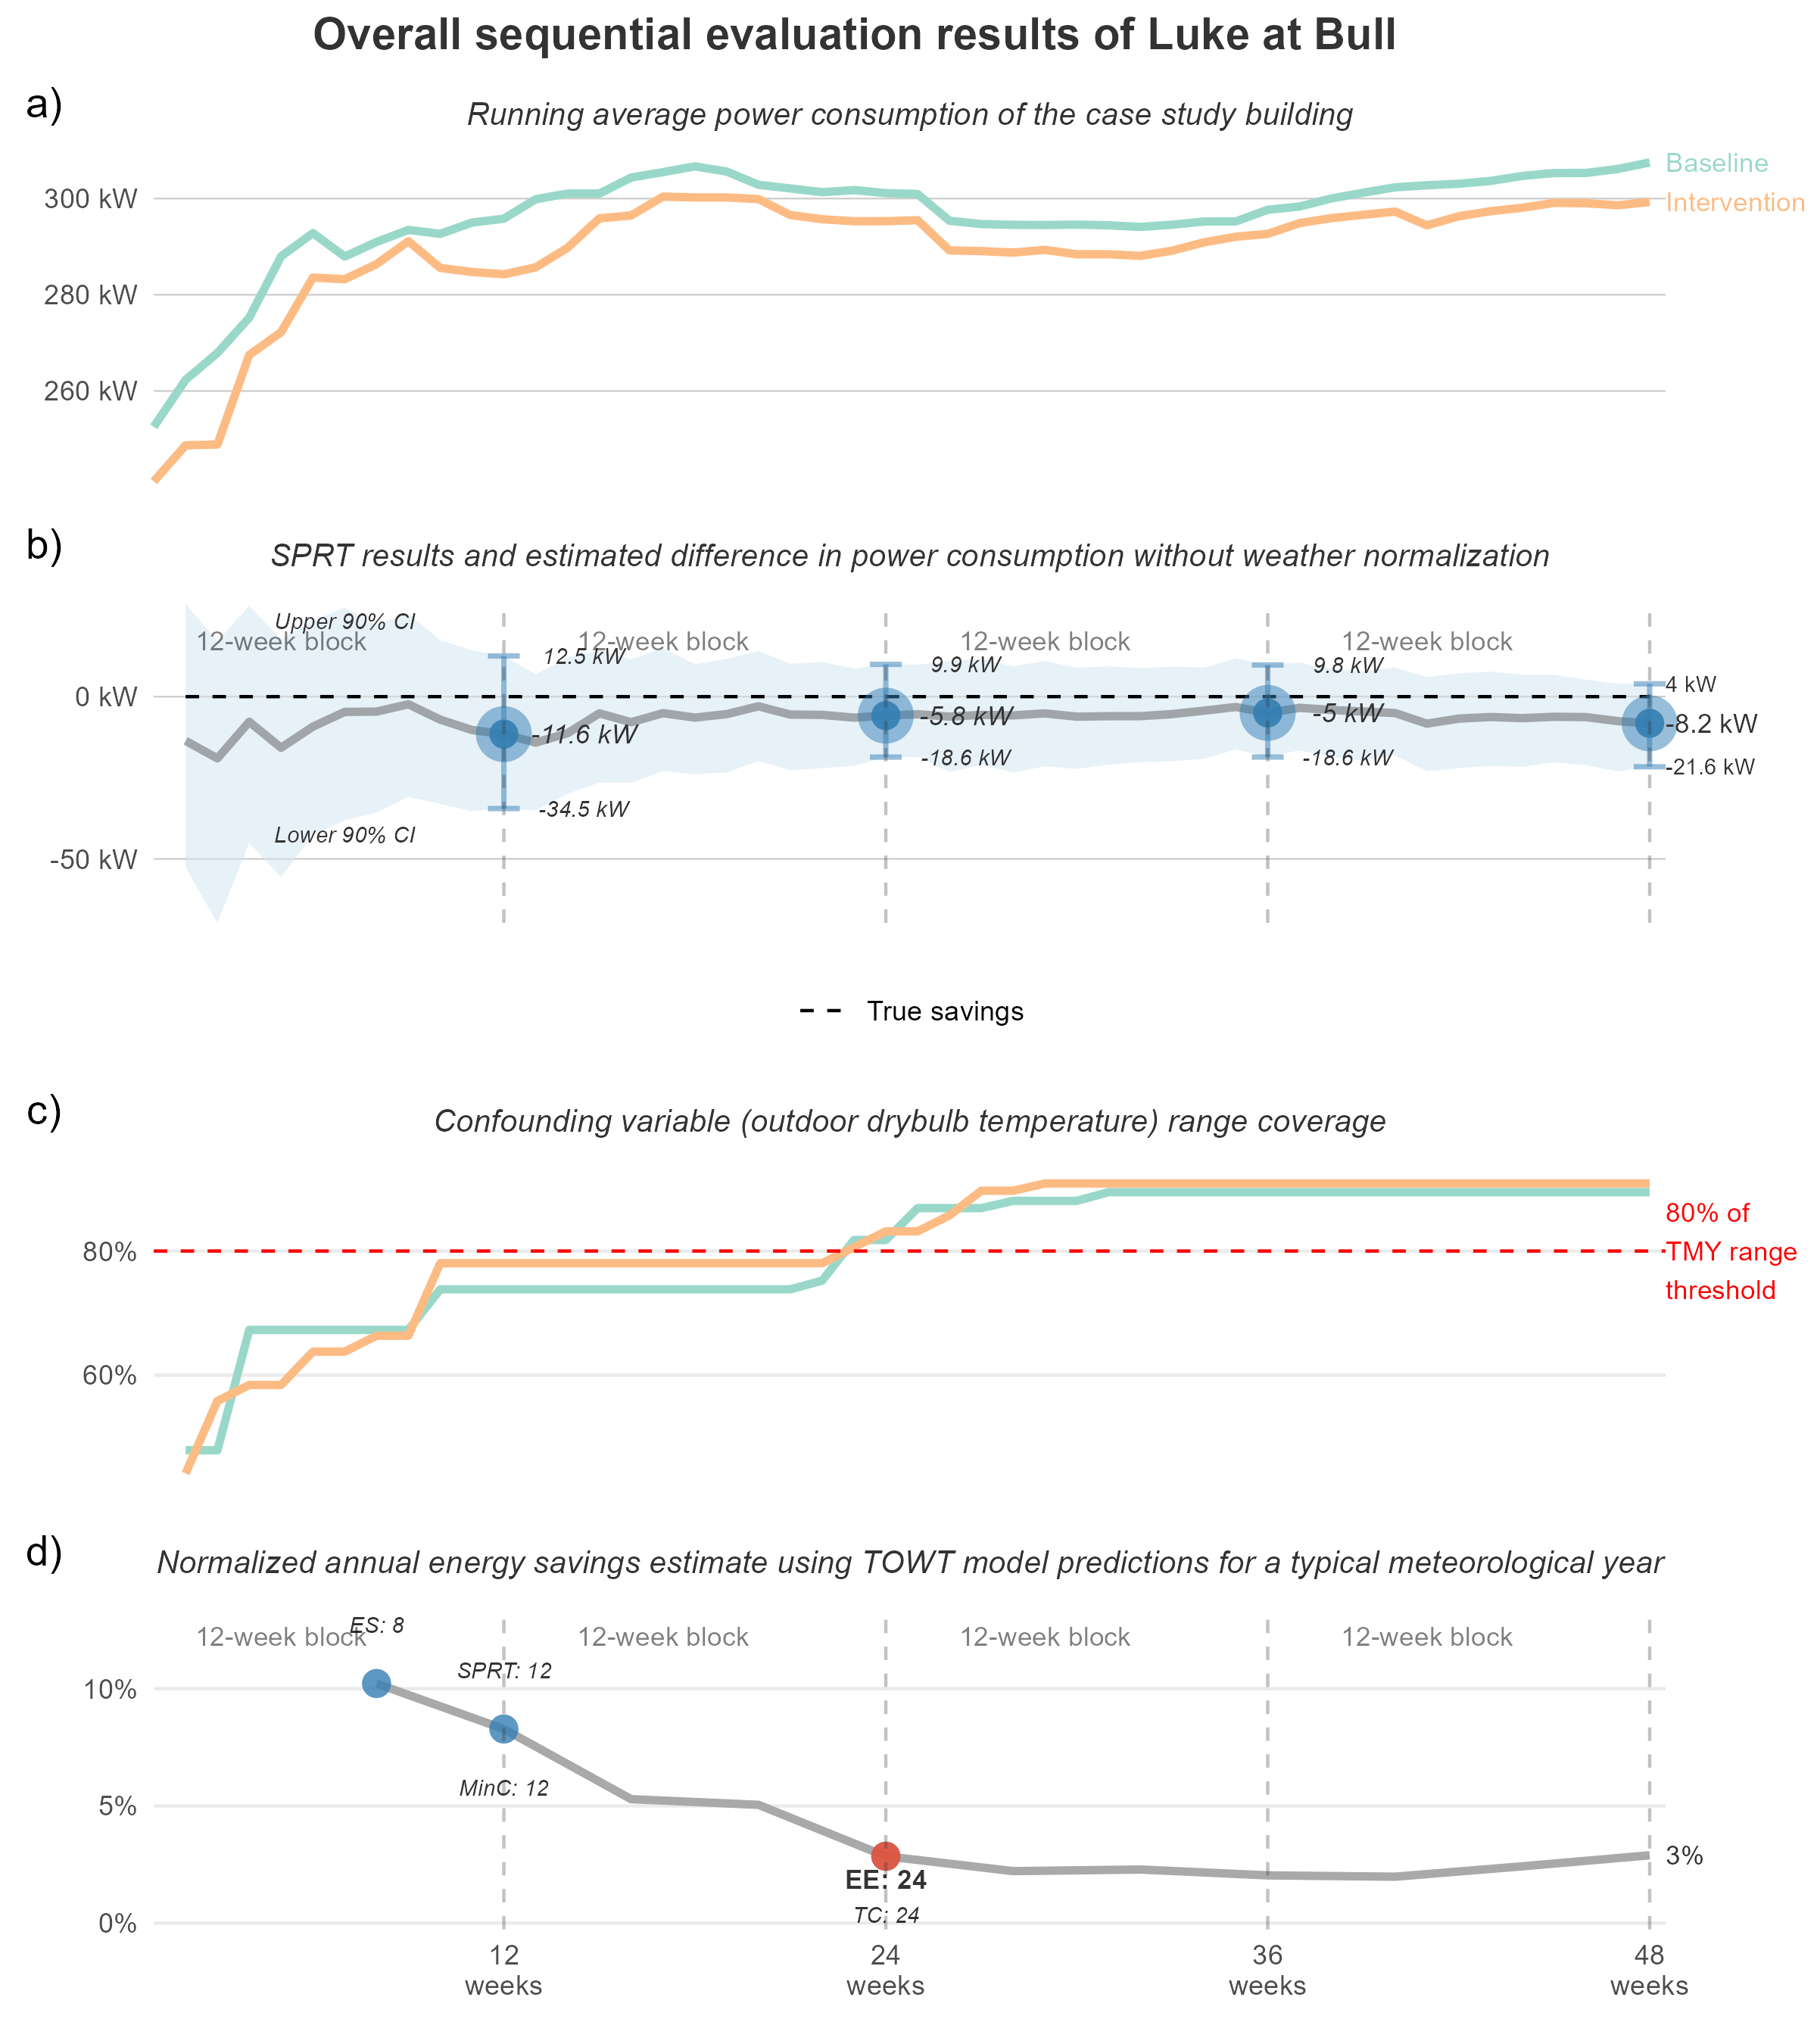 Overall sequential evaluation results of Luke at Bull
a)
Running average power consumption of the case study building
Baseline
300 kW
Intervention
280 kW
260 kW
b)
SPRT results and estimated difference in power consumption without weather normalization
Upper 90% CI
12-week block
12-week block
12-week block
12-week block
12.5 kW
9.9 kW
9.8 kW
4 kW
0 kW
-11.6 kW
-5.8 kW
-5 kW
-8.2 kW
-18.6 kW
-18.6 kW
-21.6 kW
-34.5 kW
Lower 90% CI
-50 kW
True savings
c)
Confounding variable (outdoor drybulb temperature) range coverage
80% of
TMY range
threshold
80%
60%
d)
Normalized annual energy savings estimate using TOWT model predictions for a typical meteorological year
ES: 8
12-week block
12-week block
12-week block
12-week block
SPRT: 12
10%
MinC: 12
5%
3%
EE: 24
TC: 24
0%
12
weeks
24
weeks
36
weeks
48
weeks